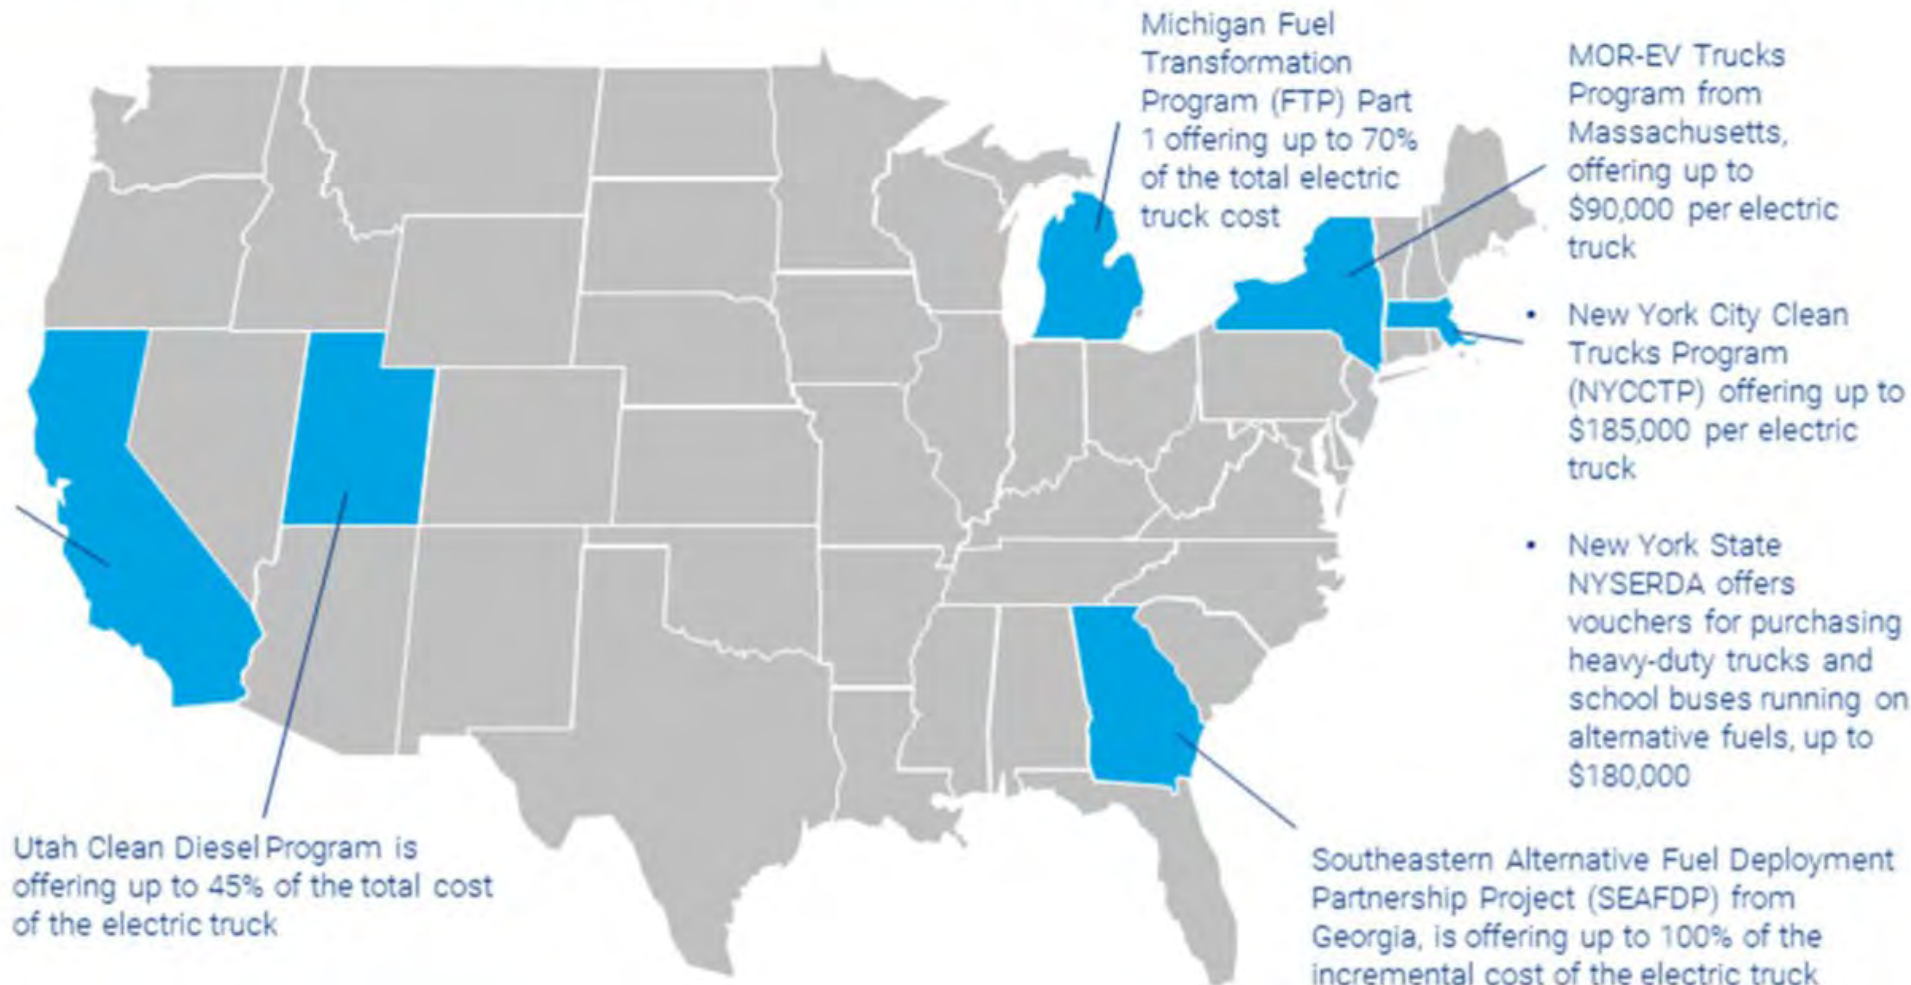 Michigan Fuel
Transformation
Program (FTP) Part
1 offering up to 70%
of the total electric
truck cost
MOR-EV Trucks
Program from
Massachusetts,
offering up to
$90,000 per electric
truck
• New York City Clean
Trucks Program
(NYCCTP) offering up to
$185,000 per electric
truck
• New York State
NYSERDA offers
vouchers for purchasing
heavy-duty trucks and
school buses running on
alternative fuels, up to
$180,000
Utah Clean Diesel Program is
offering up to 45% of the total cost
of the electric truck
Southeastern Alternative Fuel Deployment
Partnership Project (SEAFDP) from
Georgia, is offering up to 100% of the
incremental cost of the electric truck